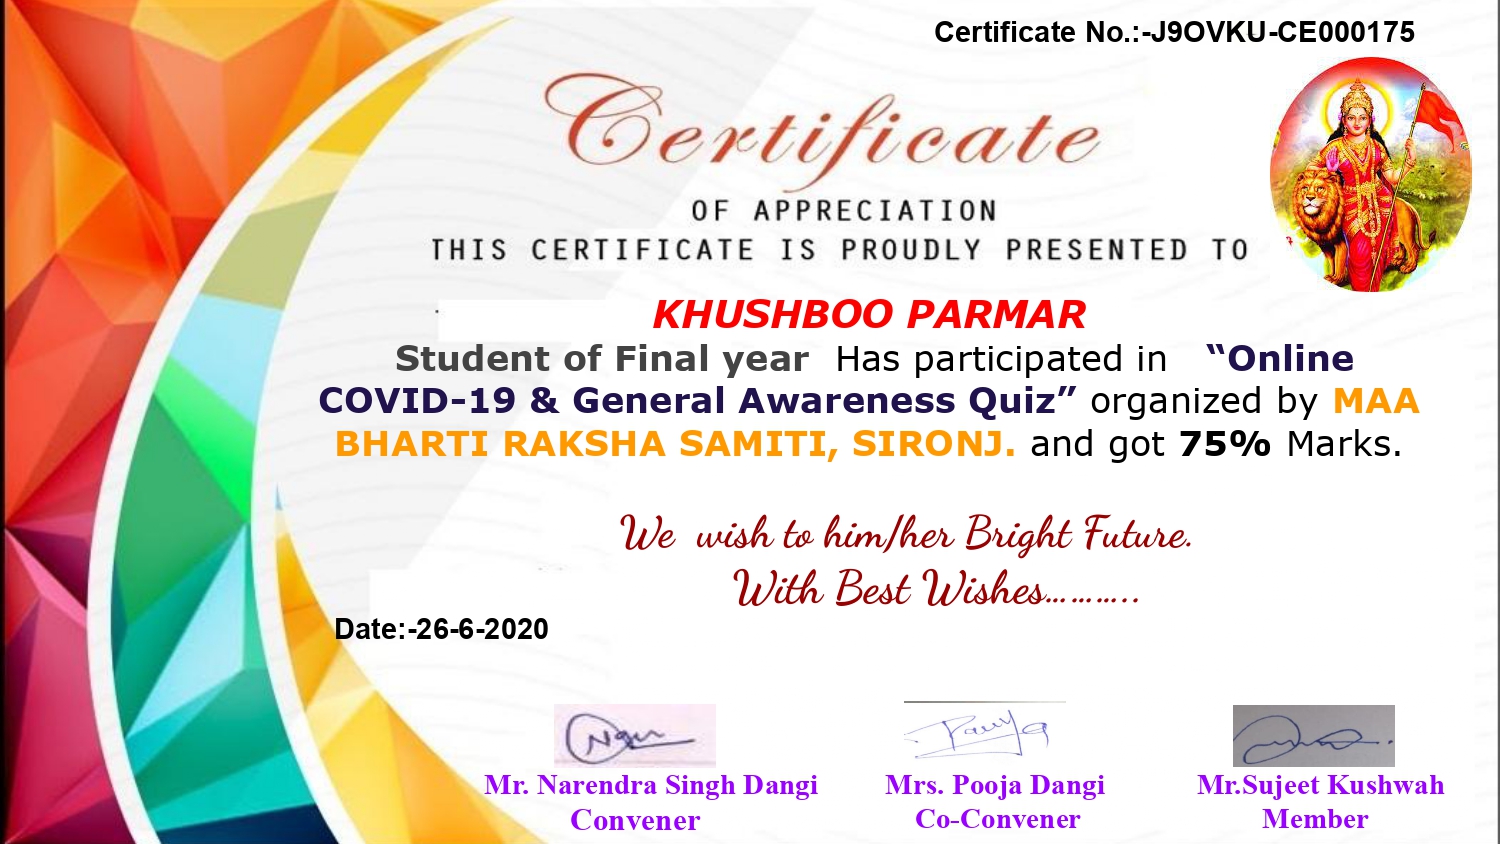 Certificate No.:-J9OVKU-CE000175
Certificate
OF APPRECIATION
THIS CERTIFICATE IS PROUDLY PRESENTED TO
KHUSHBOO PARMAR
Student of Final year Has participated in “Online
COVID-19 & General Awareness Quiz” organized by MAA
BHARTI RAKSHA SAMITI, SIRONJ. and got 75% Marks.
We wish to him/her Bright Future.
With Best Wishes………..
Date:-26-6-2020
Mr. Narendra Singh Dangi Mrs. Pooja Dangi Mr.Sujeet Kushwah
Convener Co-Convener Member